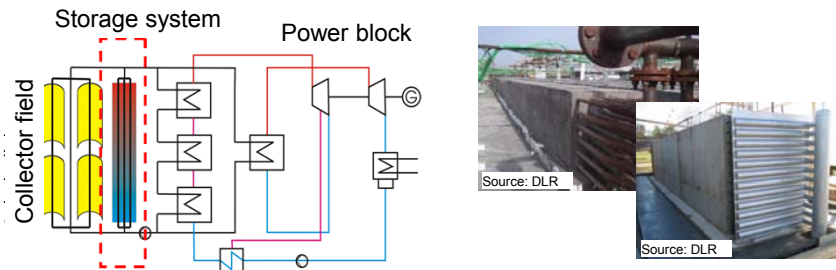 Storage system
Power block
Collector field
G
Source: DLR
Source: DLR